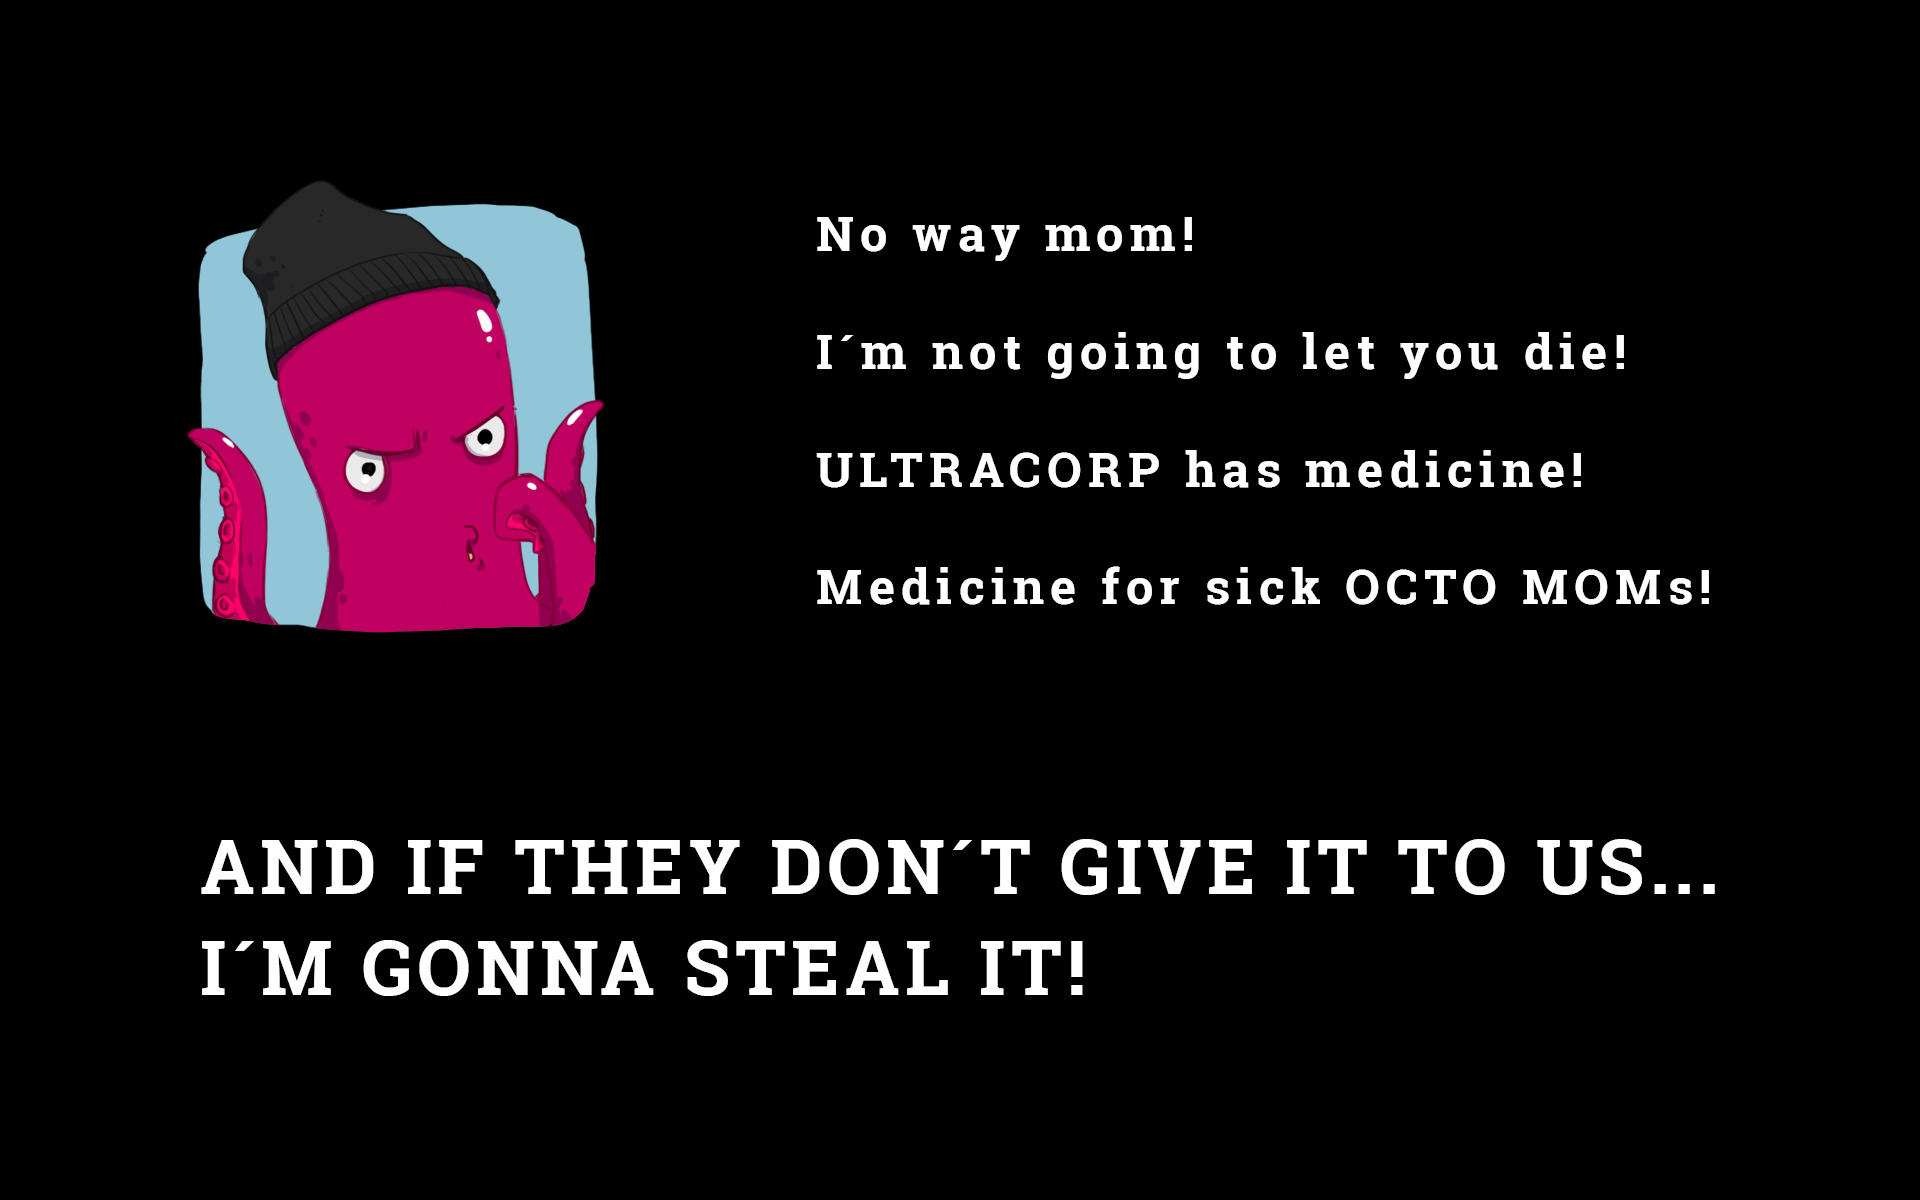 No way mom!
I´m not going to let you die!
ULTRACORP has medicine!
Medicine for sick OCTO MOMs!
AND IF THEY DON´T GIVE IT TO US...
I´M GONNA STEAL IT!